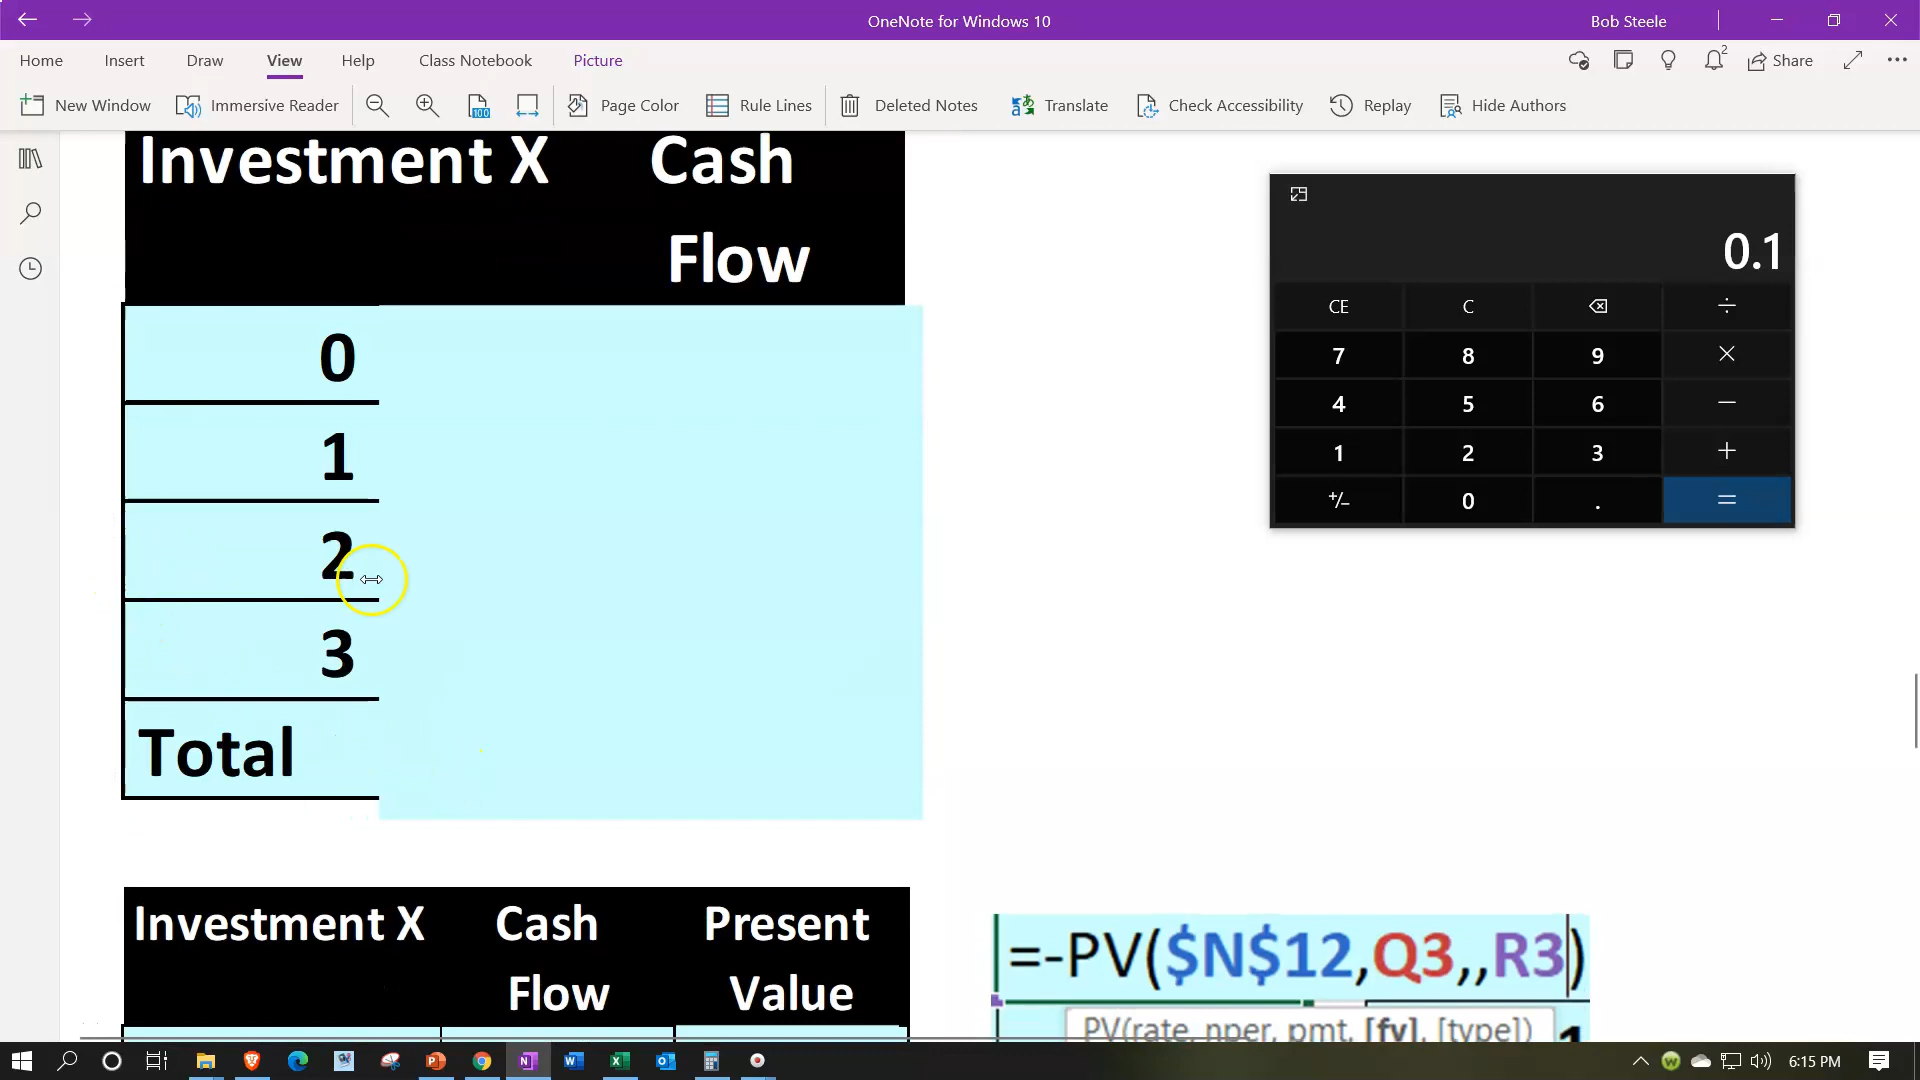 OneNote for Windows 10
Bob Steele
Home Insert Draw View Help Class Notebook Picture
2
Share
New Window Immersive Reader 100 Page Color Rule Lines Deleted Notes Translate Check Accessibility Replay Hide Authors
Investment X Cash
Flow
0
1
2
3
Total
0.1
CE C ÷
7 8 9 ×
4 5 6 −
1 2 3 +
+/− 0 . =
Investment X Cash Present
Flow Value
=-PV($N$12,Q3,,R3)
PV(rate, nper, pmt, [fv], [type])
1
6:15 PM